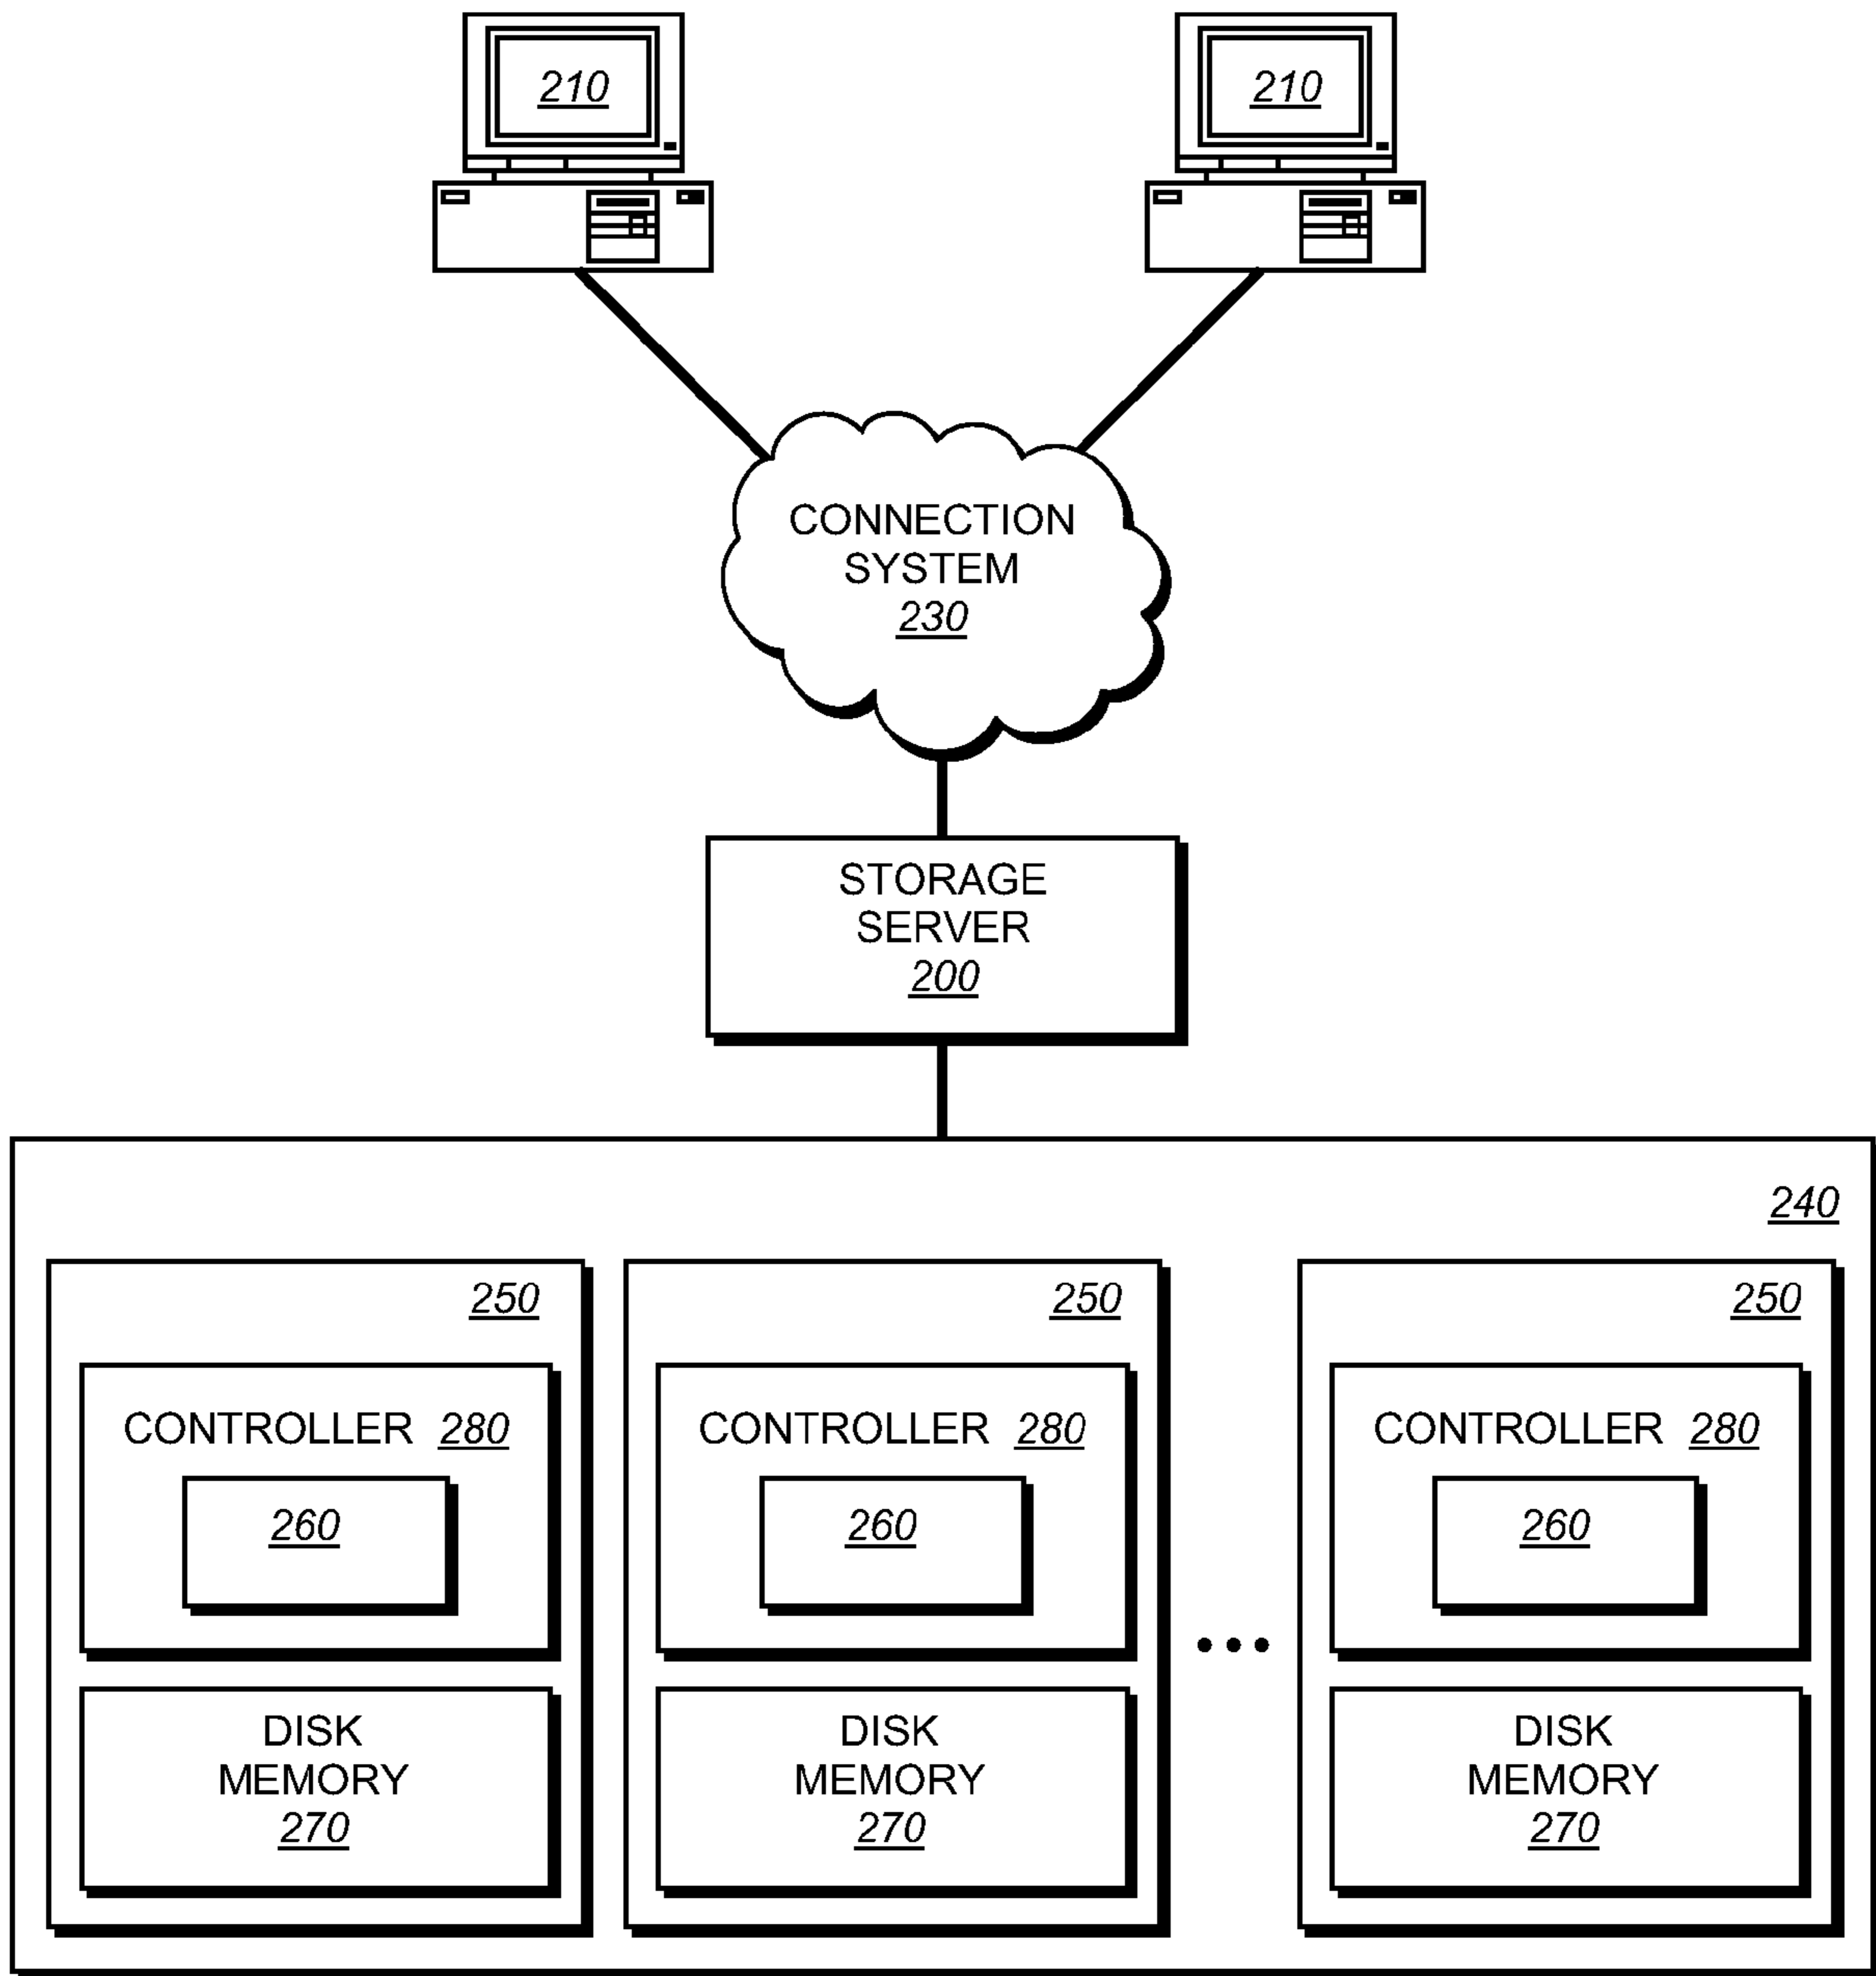 210
210
CONNECTION
SYSTEM
230
STORAGE
SERVER
200
240
250
250
250
CONTROLLER 280
CONTROLLER 280
CONTROLLER 280
260
260
260
...
DISK
MEMORY
270
DISK
MEMORY
270
DISK
MEMORY
270